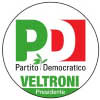 PD
Partito Democratico
VELTRONI
Presidente